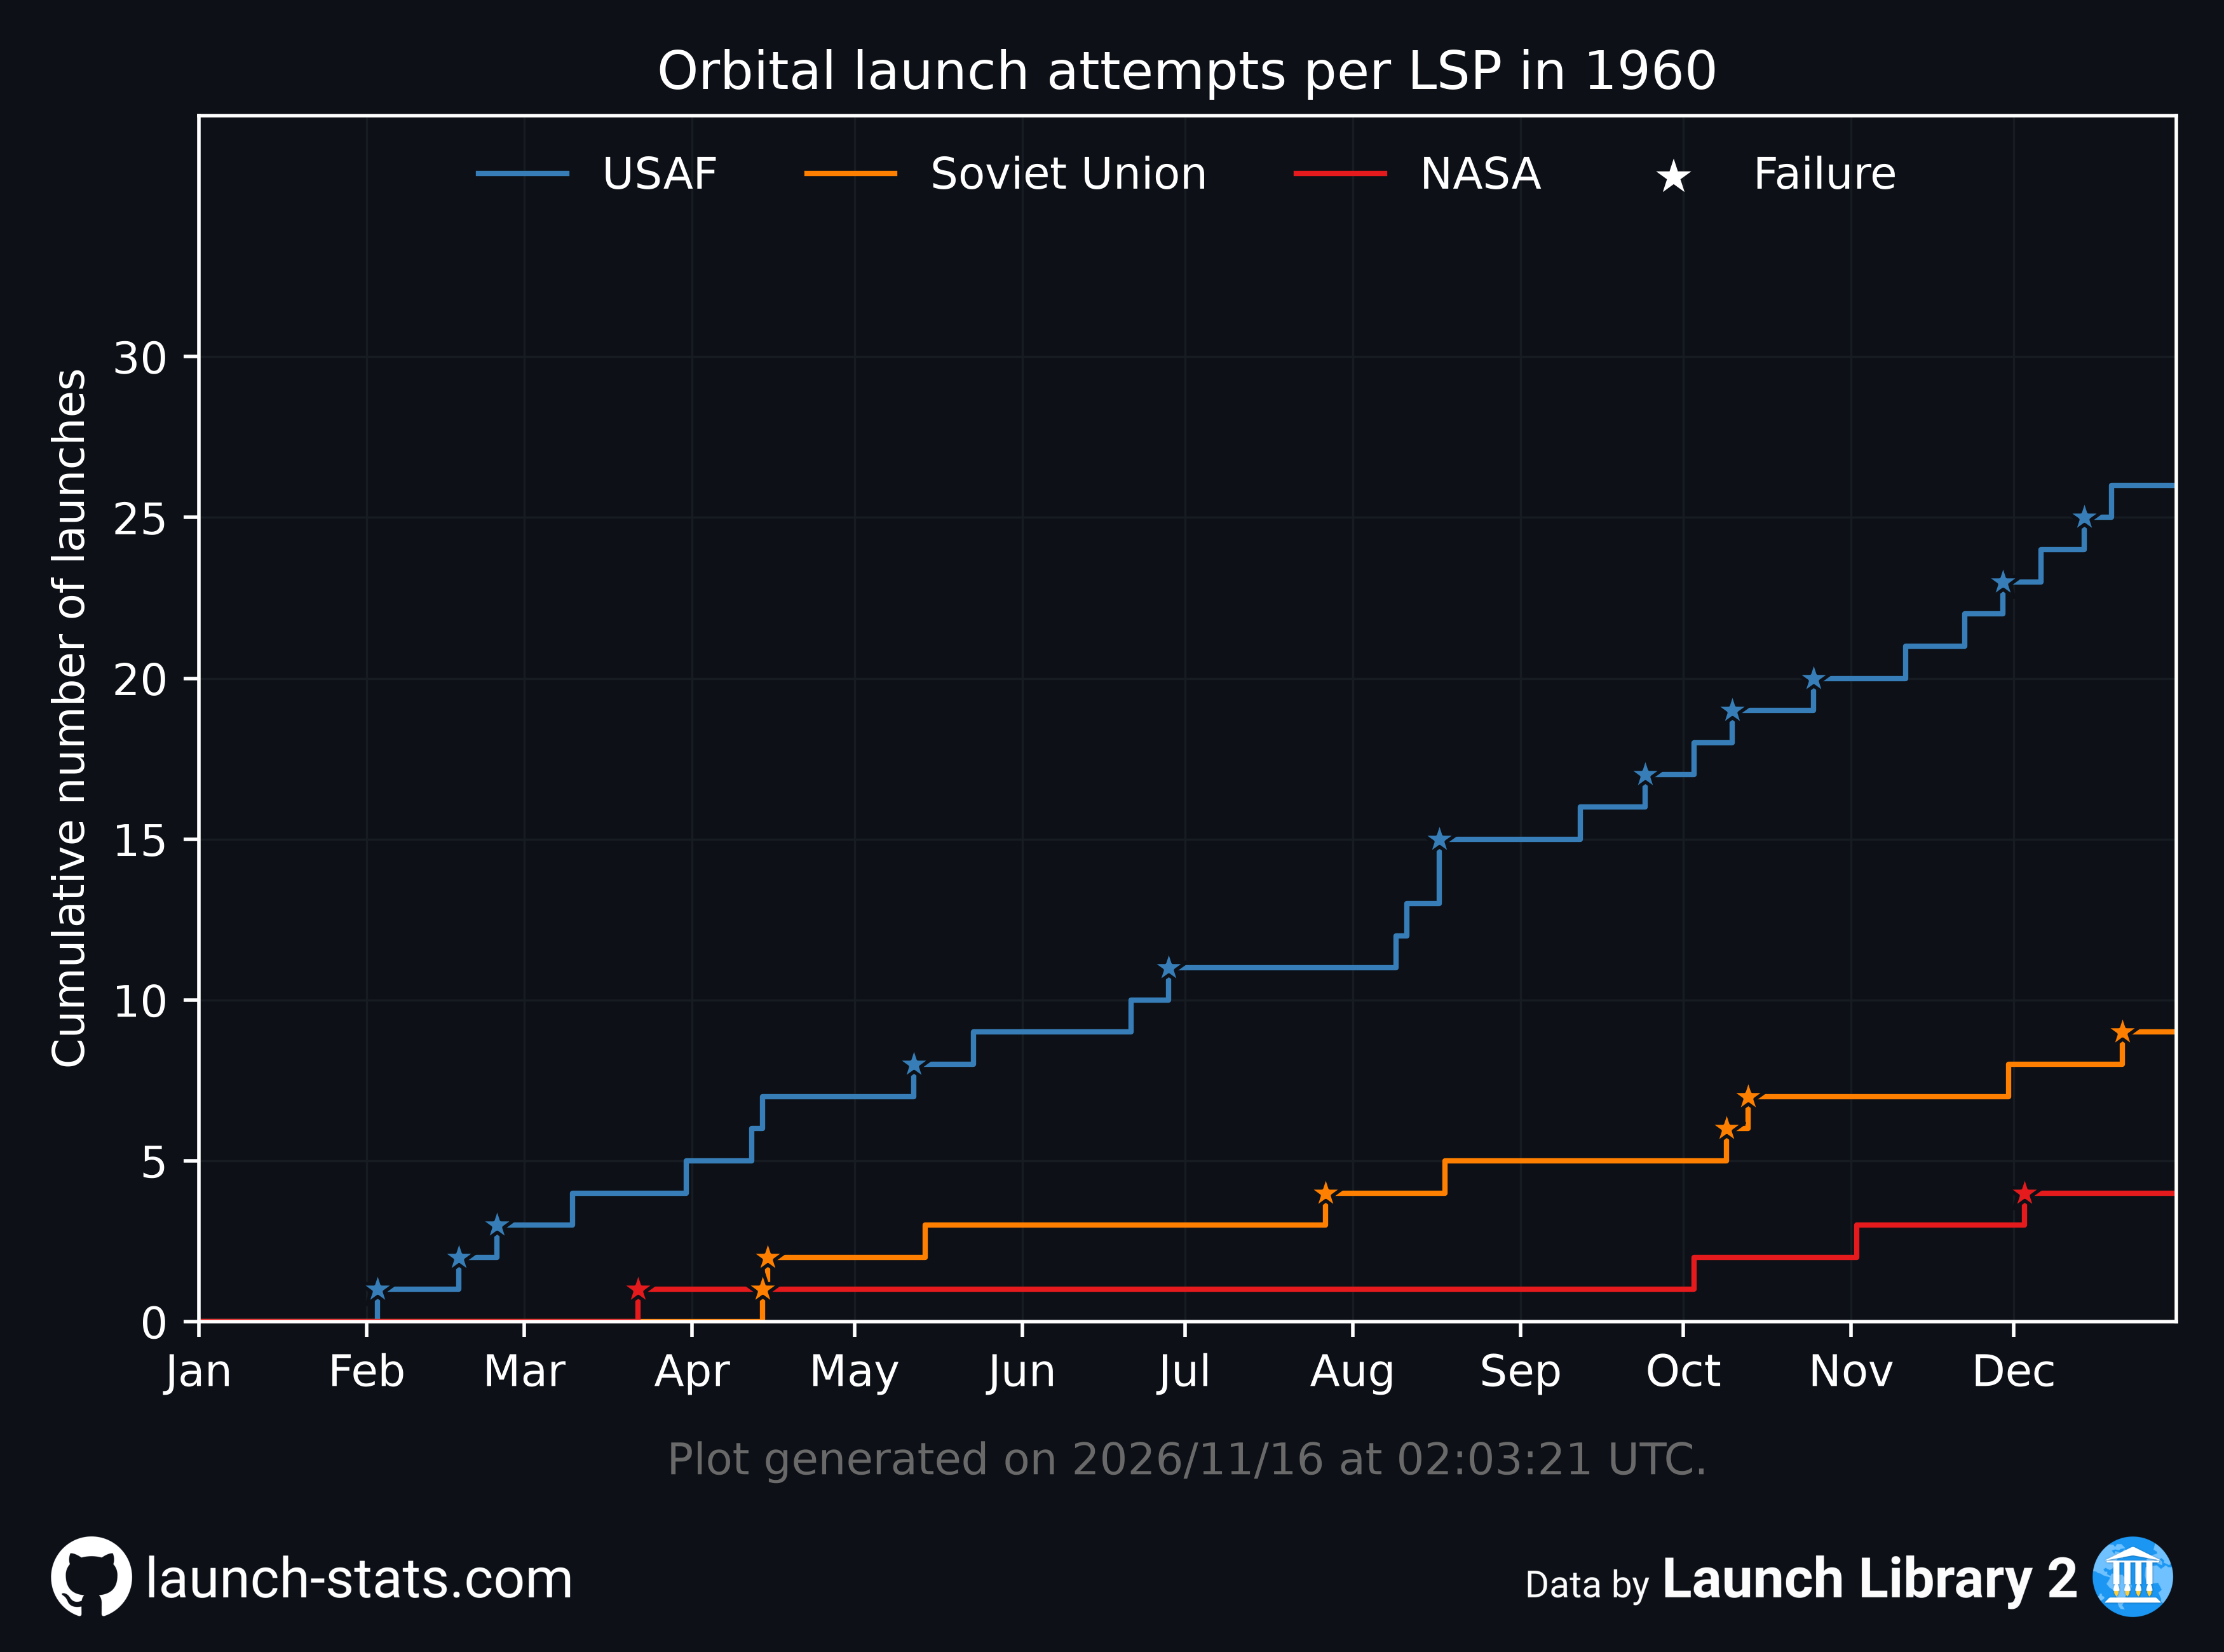 Orbital launch attempts per LSP in 1960
USAF Soviet Union NASA Failure
Cumulative number of launches
30
25
20
15
10
5
0
Jan Feb Mar Apr May Jun Jul Aug Sep Oct Nov Dec
Plot generated on 2026/11/16 at 02:03:21 UTC.
launch-stats.com
Data by Launch Library 2